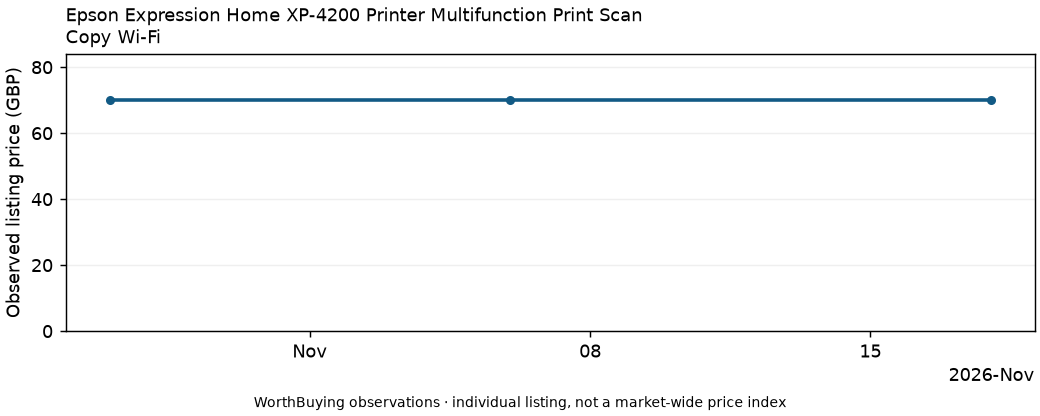 Epson Expression Home XP-4200 Printer Multifunction Print Scan
Copy Wi-Fi
Observed listing price (GBP)
80
60
40
20
0
Nov
08
15
2026-Nov
WorthBuying observations · individual listing, not a market-wide price index